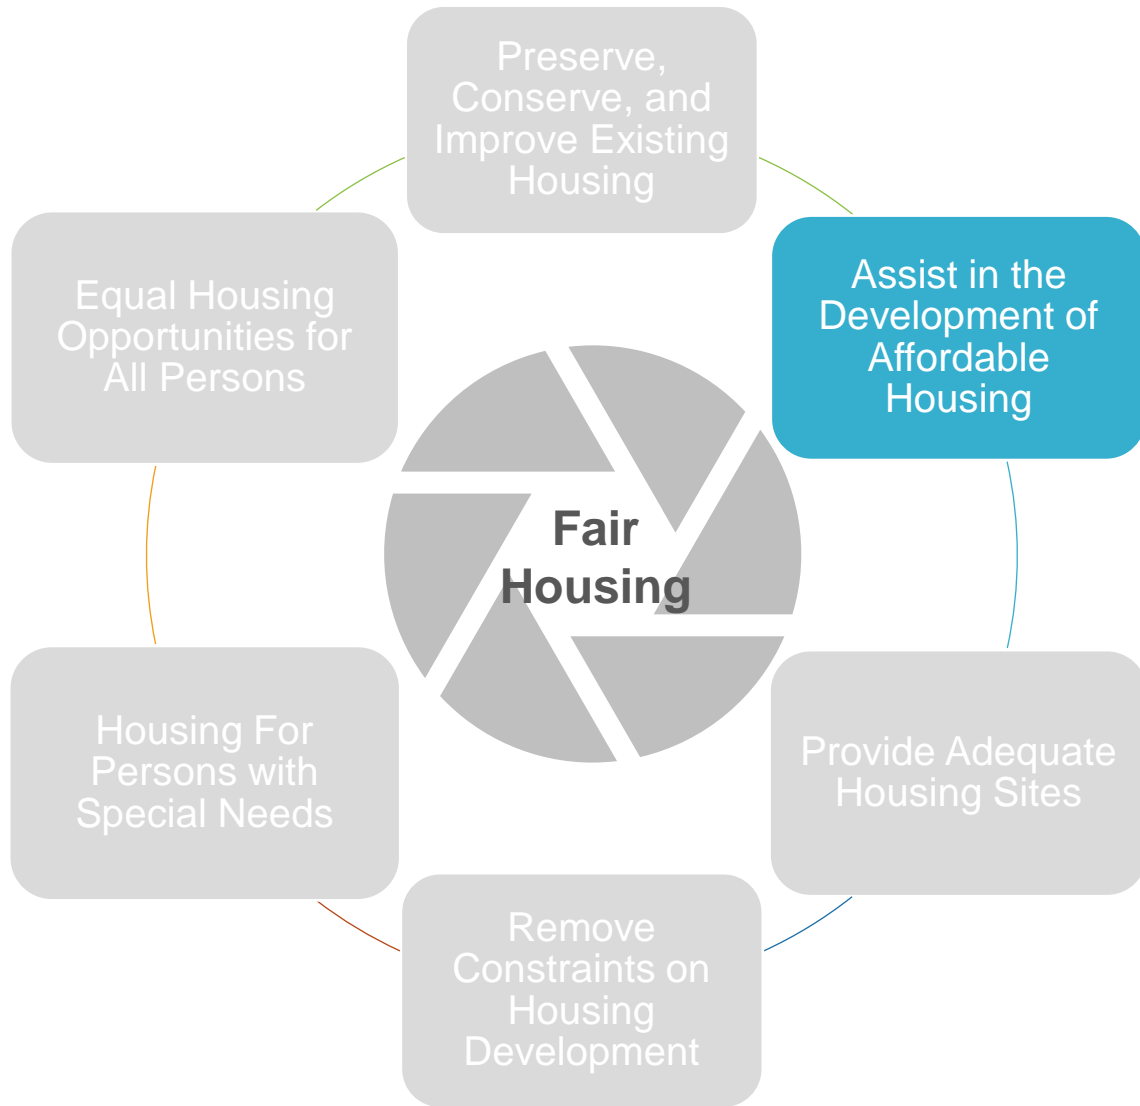 Preserve,
Conserve, and
Improve Existing
Housing
Assist in the
Development of
Affordable
Housing
Provide Adequate
Housing Sites
Remove
Constraints on
Housing
Development
Housing For
Persons with
Special Needs
Equal Housing
Opportunities for
All Persons
Fair
Housing